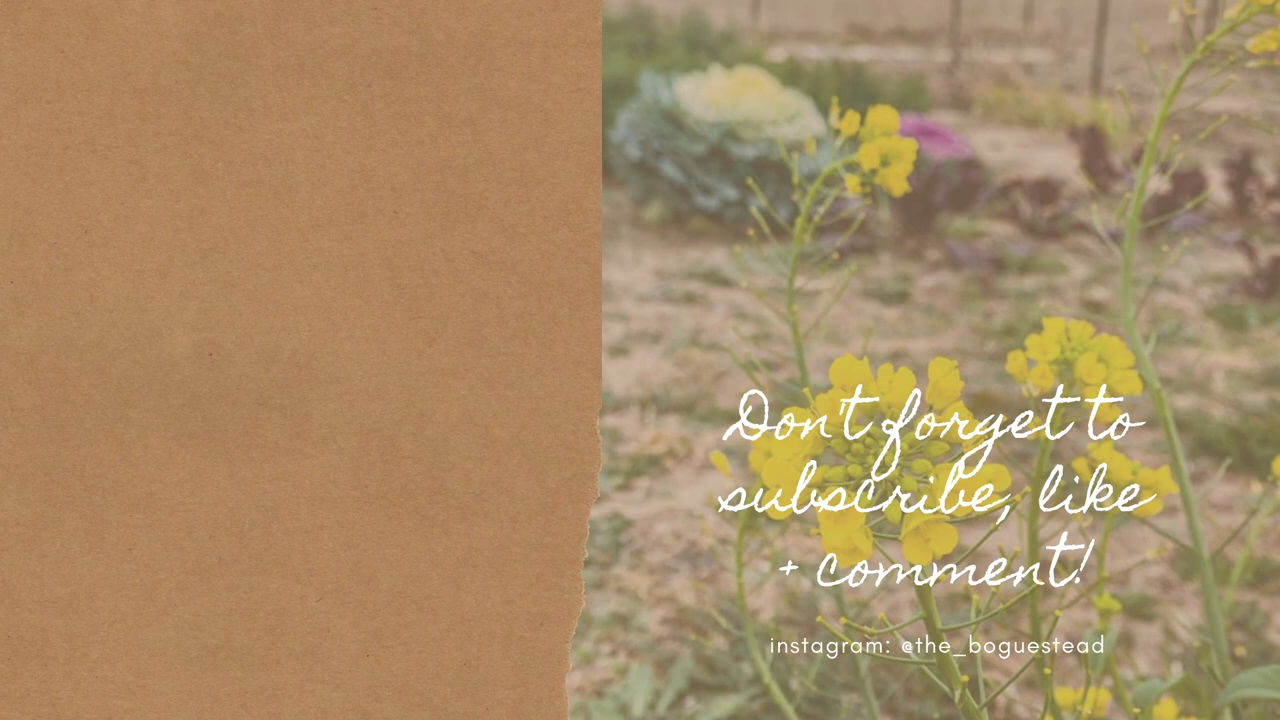 Don't forget to
subscribe, like
+ comment!
instagram: @the_boguestead